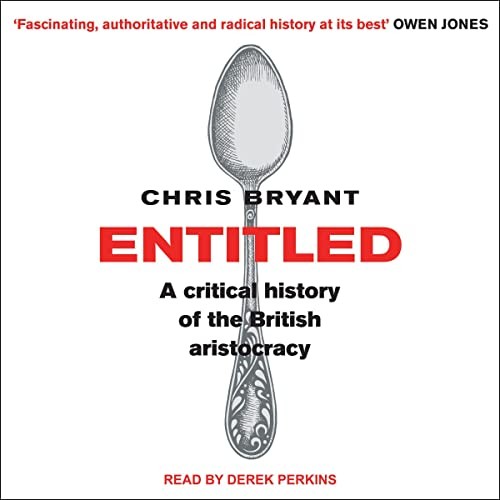 ‘Fascinating, authoritative and radical history at its best’ OWEN JONES
CHRIS BRYANT
ENTITLED
A critical history
of the British
aristocracy
READ BY DEREK PERKINS